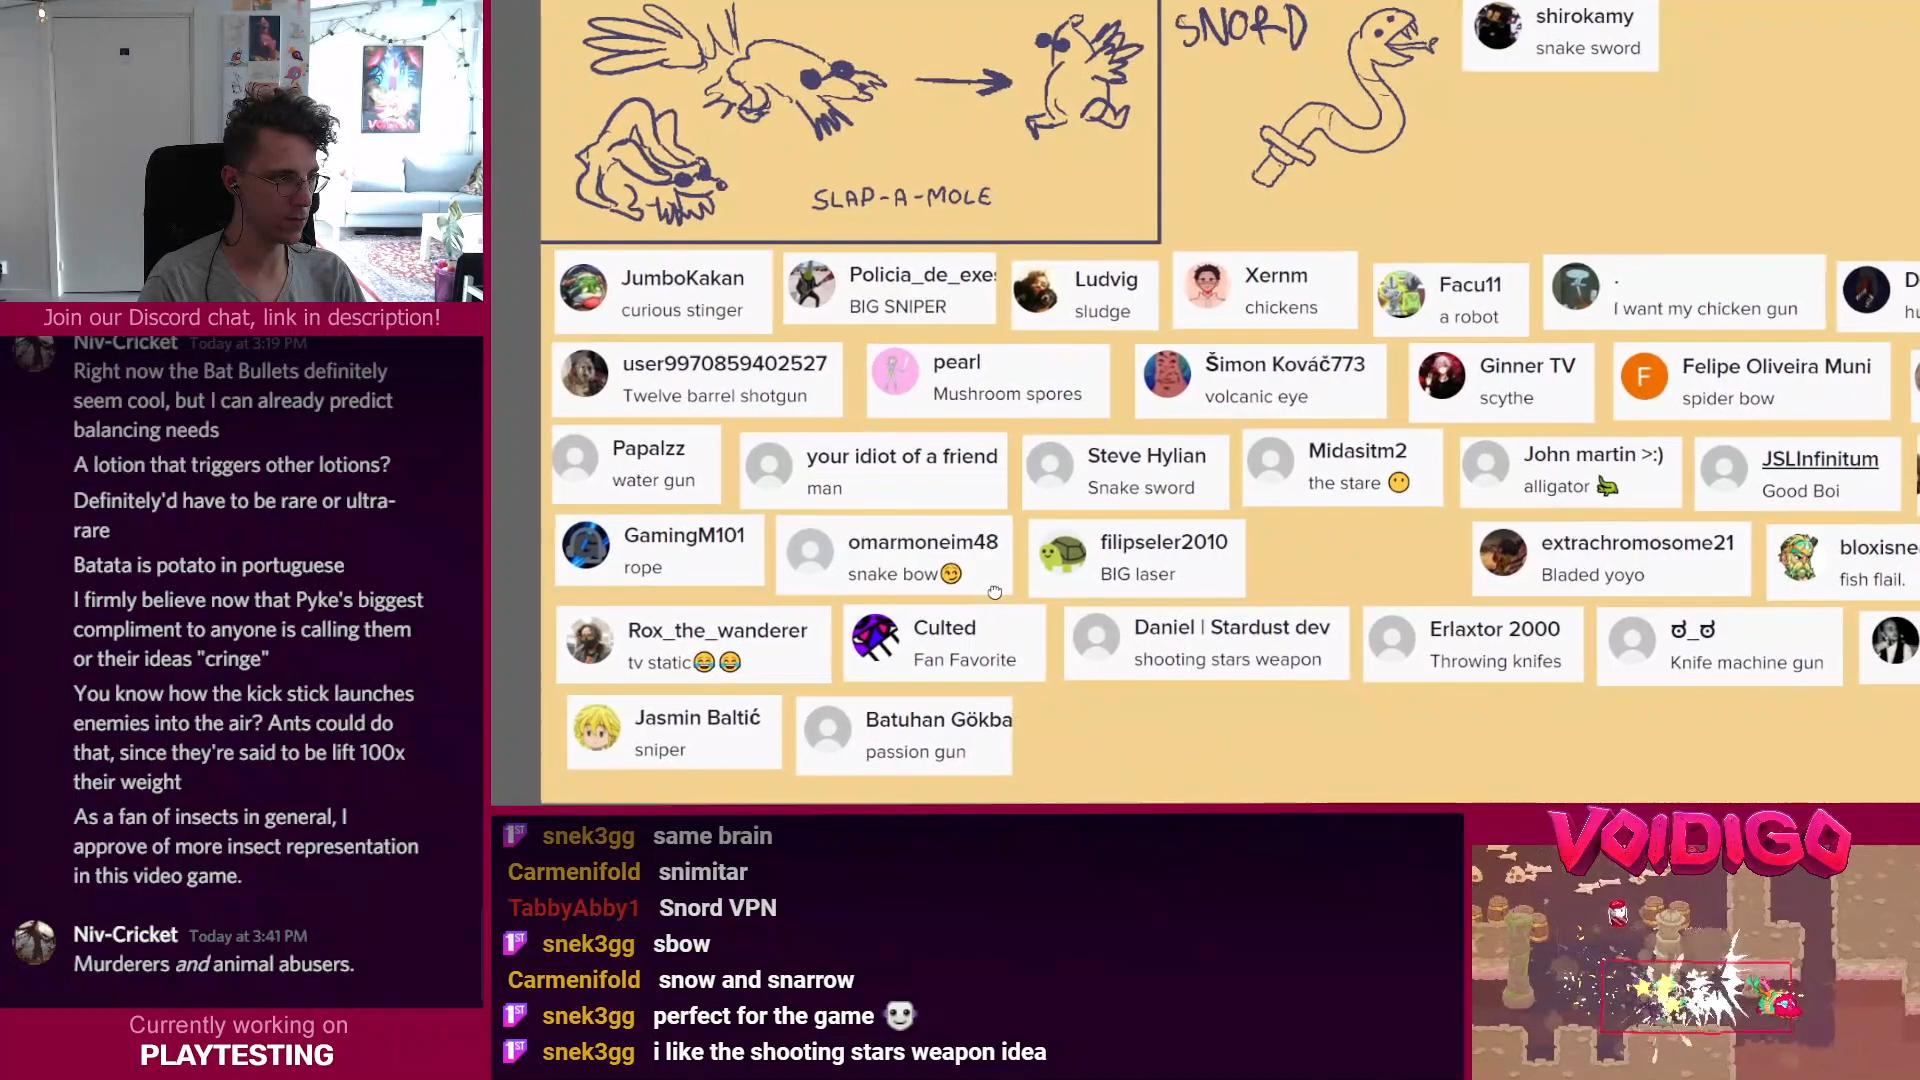 VOIDIGO
Join our Discord chat, link in description!
Niv-Cricket Today at 3:19 PM
Right now the Bat Bullets definitely
seem cool, but I can already predict
balancing needs
A lotion that triggers other lotions?
Definitely'd have to be rare or ultra-
rare
Batata is potato in portuguese
I firmly believe now that Pyke's biggest
compliment to anyone is calling them
or their ideas "cringe"
You know how the kick stick launches
enemies into the air? Ants could do
that, since they're said to be lift 100x
their weight
As a fan of insects in general, I
approve of more insect representation
in this video game.
Niv-Cricket Today at 3:41 PM
Murderers and animal abusers.
Currently working on
PLAYTESTING
SLAP-A-MOLE
SNORD
shirokamy
snake sword
JumboKakan
curious stinger
Policia_de_exes
BIG SNIPER
Ludvig
sludge
Xernm
chickens
Facu11
a robot
.
I want my chicken gun
D
hu
user9970859402527
Twelve barrel shotgun
pearl
Mushroom spores
Šimon Kováč773
volcanic eye
Ginner TV
scythe
F
Felipe Oliveira Muni
spider bow
Papalzz
water gun
your idiot of a friend
man
Steve Hylian
Snake sword
Midasitm2
the stare 😶
John martin >:)
alligator 🐊
JSLInfinitum
Good Boi
GamingM101
rope
omarmoneim48
snake bow😏
filipseler2010
BIG laser
extrachromosome21
Bladed yoyo
bloxisne
fish flail.
Rox_the_wanderer
tv static😂😂
Culted
Fan Favorite
Daniel | Stardust dev
shooting stars weapon
Erlaxtor 2000
Throwing knifes
ಠ_ಠ
Knife machine gun
Jasmin Baltić
sniper
Batuhan Gökba
passion gun
1ST snek3gg same brain
Carmenifold snimitar
TabbyAbby1 Snord VPN
1ST snek3gg sbow
Carmenifold snow and snarrow
1ST snek3gg perfect for the game
1ST snek3gg i like the shooting stars weapon idea
VOIDIGO